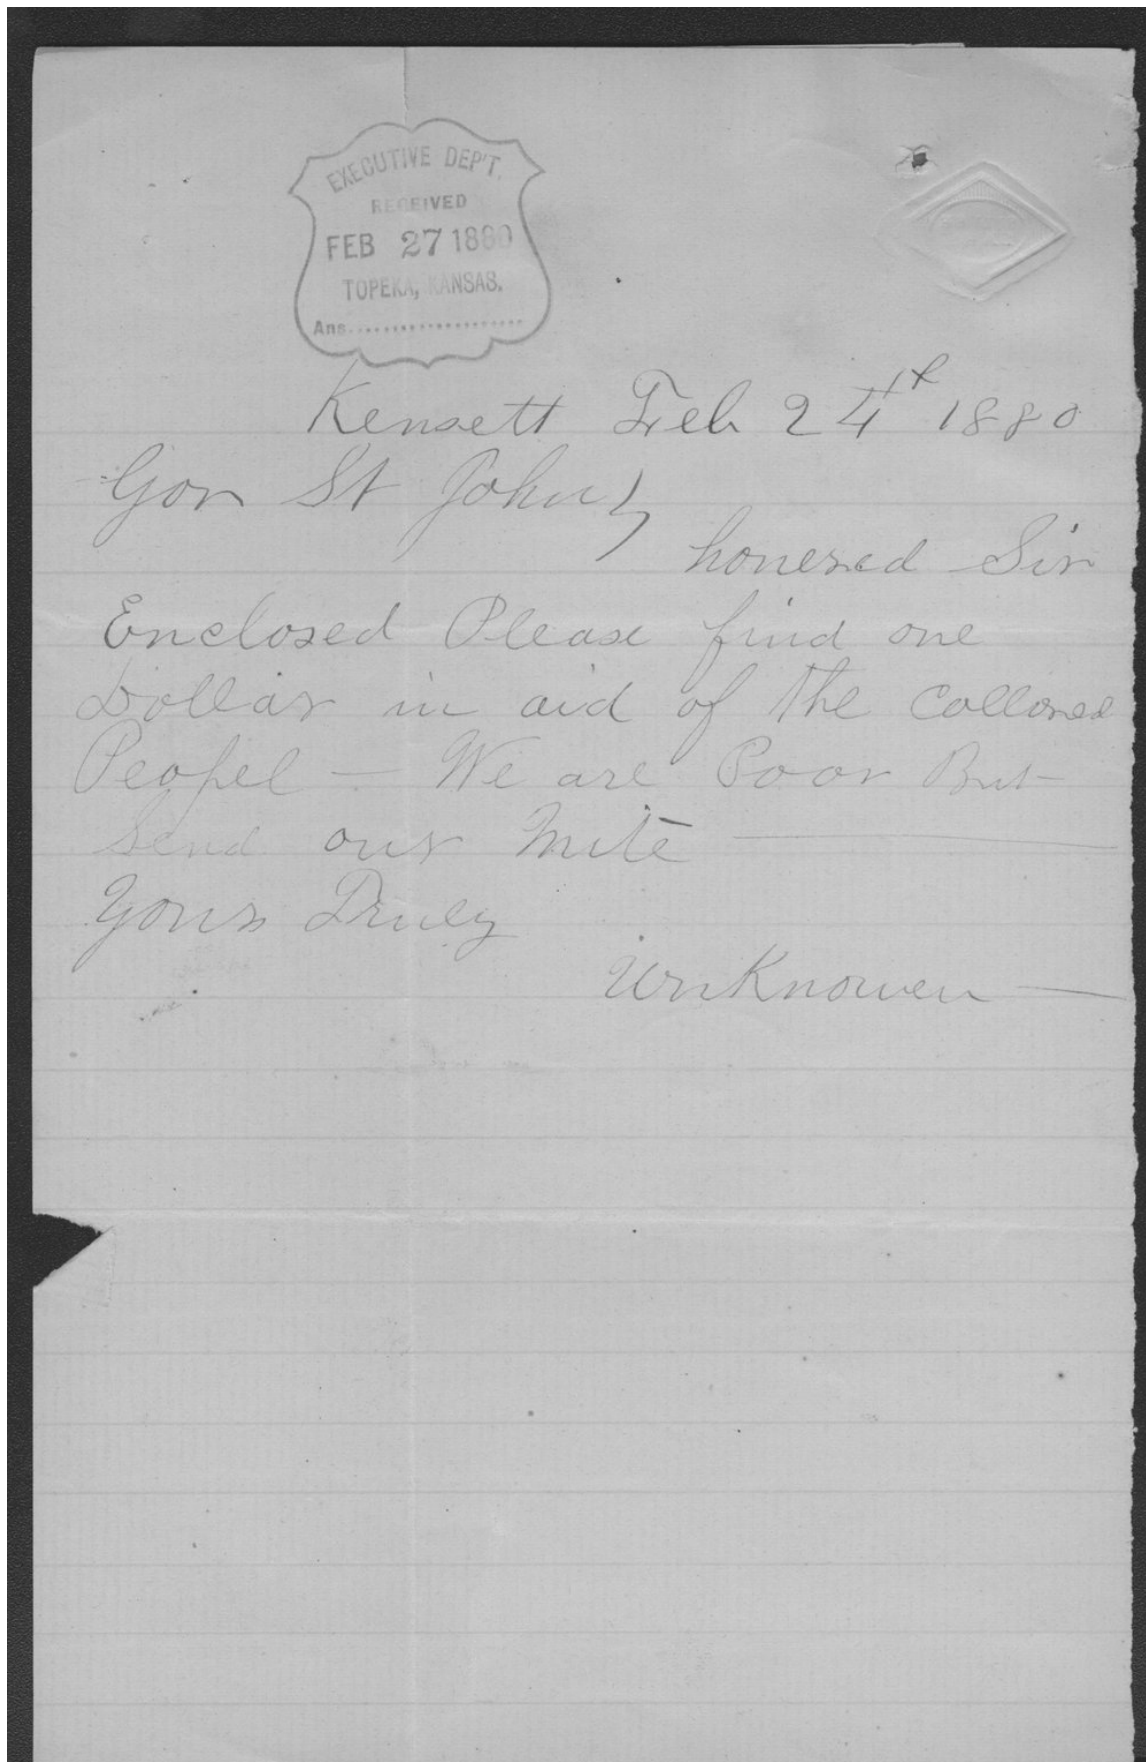 EXECUTIVE DEP'T.
RECEIVED
FEB 27 1880
TOPEKA, KANSAS.
Ans....................
Kensett Feb 24th 1880
Gov St John
honered Sir
Enclosed Please find one
Dollar in aid of the Collored
Peopel — We are Poor But
send our Mite —
Yours Truly
UnKnowen —